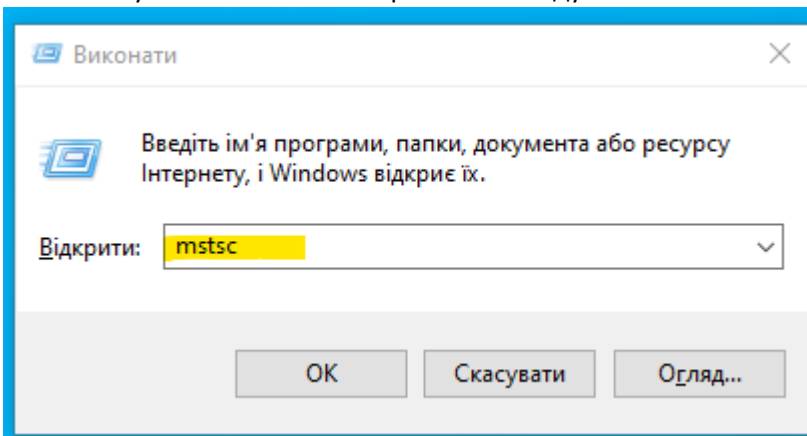 Виконати
Введіть ім'я програми, папки, документа або ресурсу
Інтернету, і Windows відкриє їх.
Відкрити: mstsc
OK Скасувати Огляд...